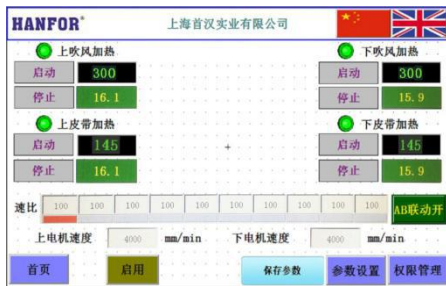 HANFOR® 上海首汉实业有限公司
上吹风加热 下吹风加热
启动 300 启动 300
停止 16.1 停止 15.9
上皮带加热 下皮带加热
启动 145 启动 145
停止 16.1 停止 15.9
速比 100 100 100 100 100 100 100 100 100 100 AB联动开
上电机速度 4000 mm/min 下电机速度 4000 mm/min
首页 启用 保存参数 参数设置 权限管理